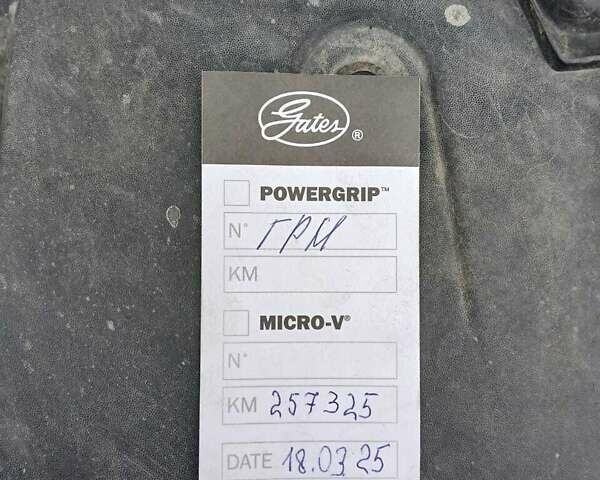 Gates®
POWERGRIP™
N° ГРМ
KM
MICRO-V®
N°
KM 257325
DATE 18.03.25